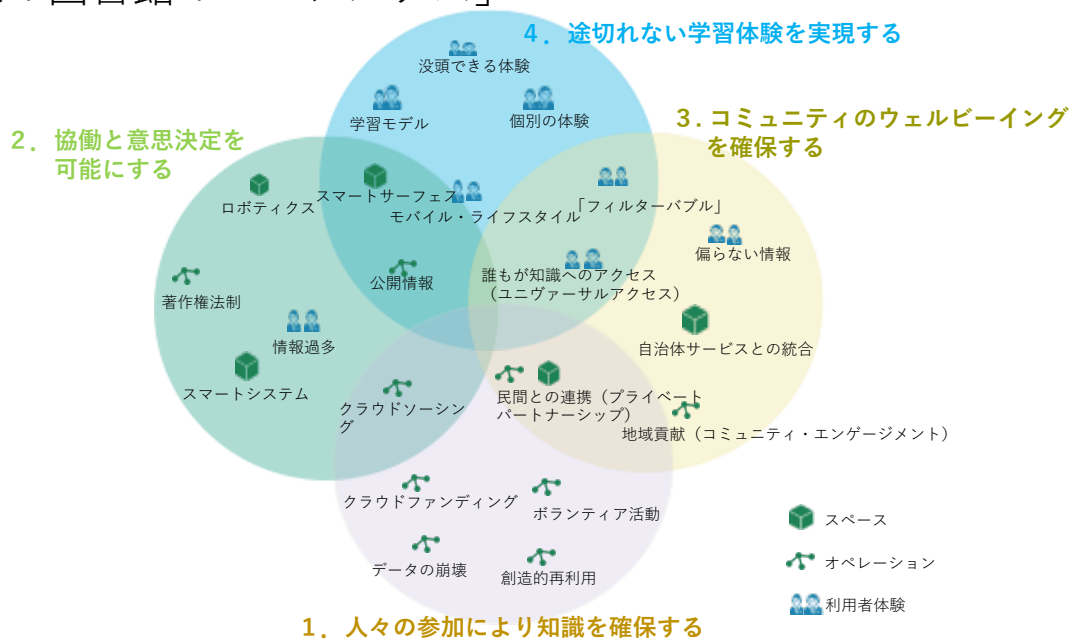 図書館
4．途切れない学習体験を実現する
没頭できる体験
学習モデル
個別の体験
3．コミュニティのウェルビーイング
を確保する
2．協働と意思決定を
可能にする
ロボティクス
スマートサーフェス
モバイル・ライフスタイル
「フィルターバブル」
偏らない情報
公開情報
誰もが知識へのアクセス
（ユニヴァーサルアクセス）
著作権法制
情報過多
自治体サービスとの統合
スマートシステム
クラウドソーシン
グ
民間との連携（プライベート
パートナーシップ）
地域貢献（コミュニティ・エンゲージメント）
クラウドファンディング
ボランティア活動
データの崩壊
創造的再利用
スペース
オペレーション
利用者体験
1．人々の参加により知識を確保する